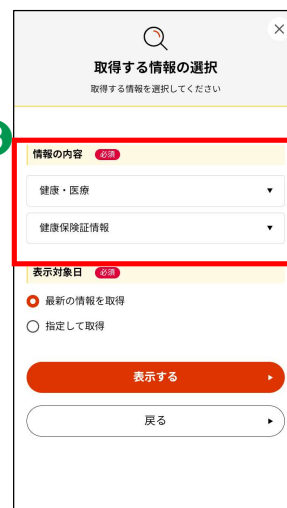 取得する情報の選択
取得する情報を選択してください
情報の内容 必須
健康・医療
健康保険証情報
表示対象日 必須
最新の情報を取得
指定して取得
表示する
戻る